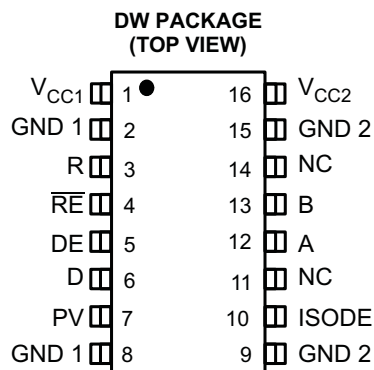 DW PACKAGE
(TOP VIEW)
VCC1 1 16 VCC2
GND 1 2 15 GND 2
R 3 14 NC
RE 4 13 B
DE 5 12 A
D 6 11 NC
PV 7 10 ISODE
GND 1 8 9 GND 2